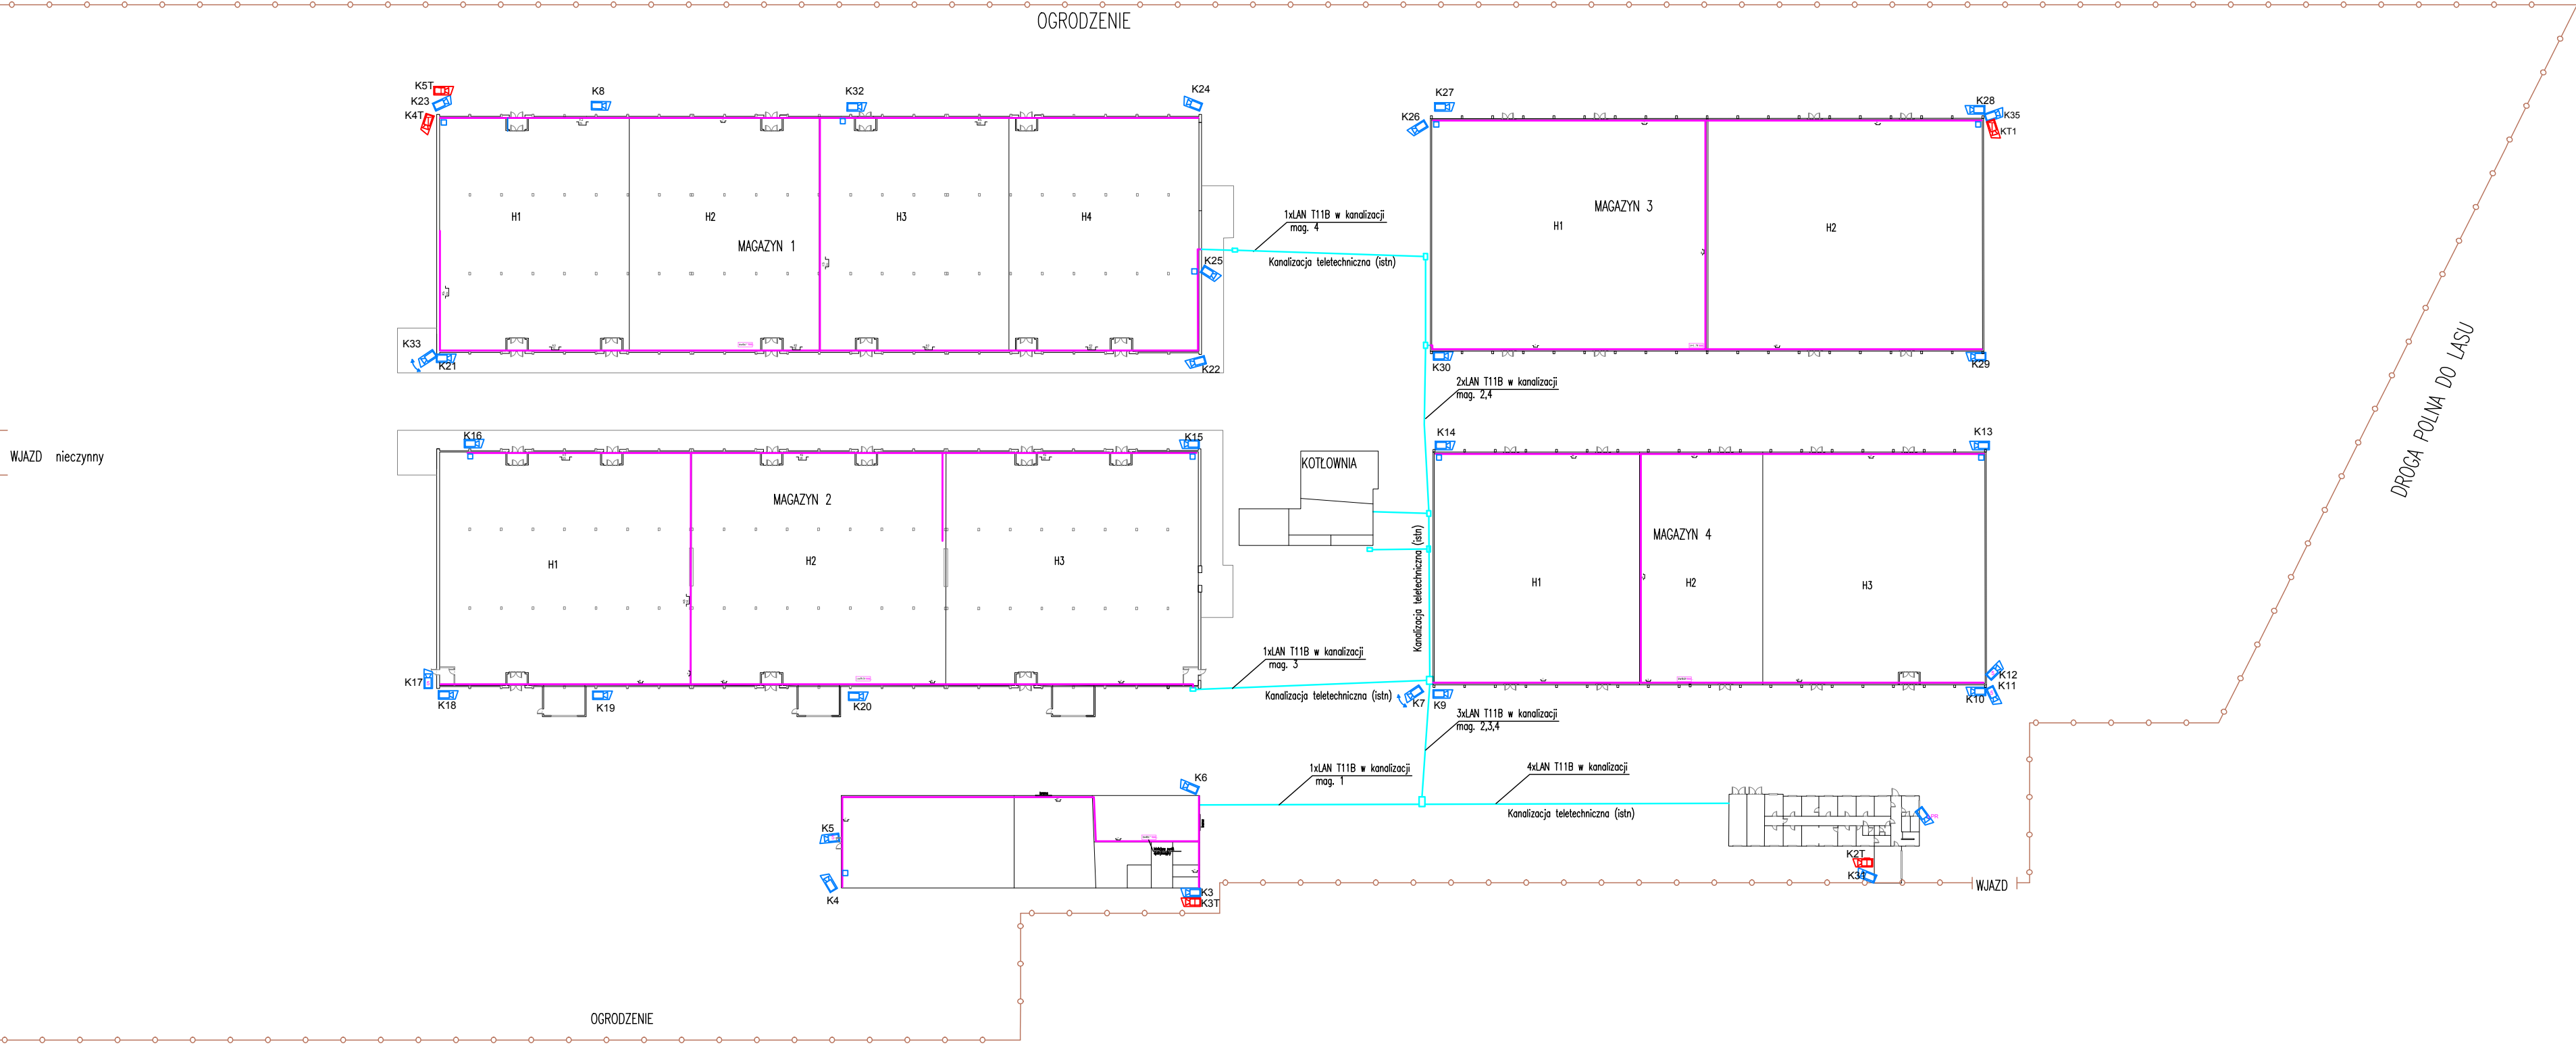 OGRODZENIE
K5T
K23
K4T
K8
K32
K24
K27
K26
K28
K35
KT1
H1
H2
H3
H4
MAGAZYN 1
1xLAN T11B w kanalizacji
mag. 4
Kanalizacja teletechniczna (istn)
K25
MAGAZYN 3
H1
H2
K33
K21
K22
K30
K29
2xLAN T11B w kanalizacji
mag. 2,4
DROGA POLNA DO LASU
WJAZD nieczynny
K16
K15
K14
K13
KOTŁOWNIA
MAGAZYN 2
H1
H2
H3
Kanalizacja teletechniczna (istn)
MAGAZYN 4
H1
H2
H3
1xLAN T11B w kanalizacji
mag. 3
Kanalizacja teletechniczna (istn)
K17
K18
K19
K20
K7
K9
K12
K11
K10
3xLAN T11B w kanalizacji
mag. 2,3,4
K6
1xLAN T11B w kanalizacji
mag. 1
4xLAN T11B w kanalizacji
Kanalizacja teletechniczna (istn)
K5
K4
K3
K3T
K2T
K31
WJAZD
OGRODZENIE